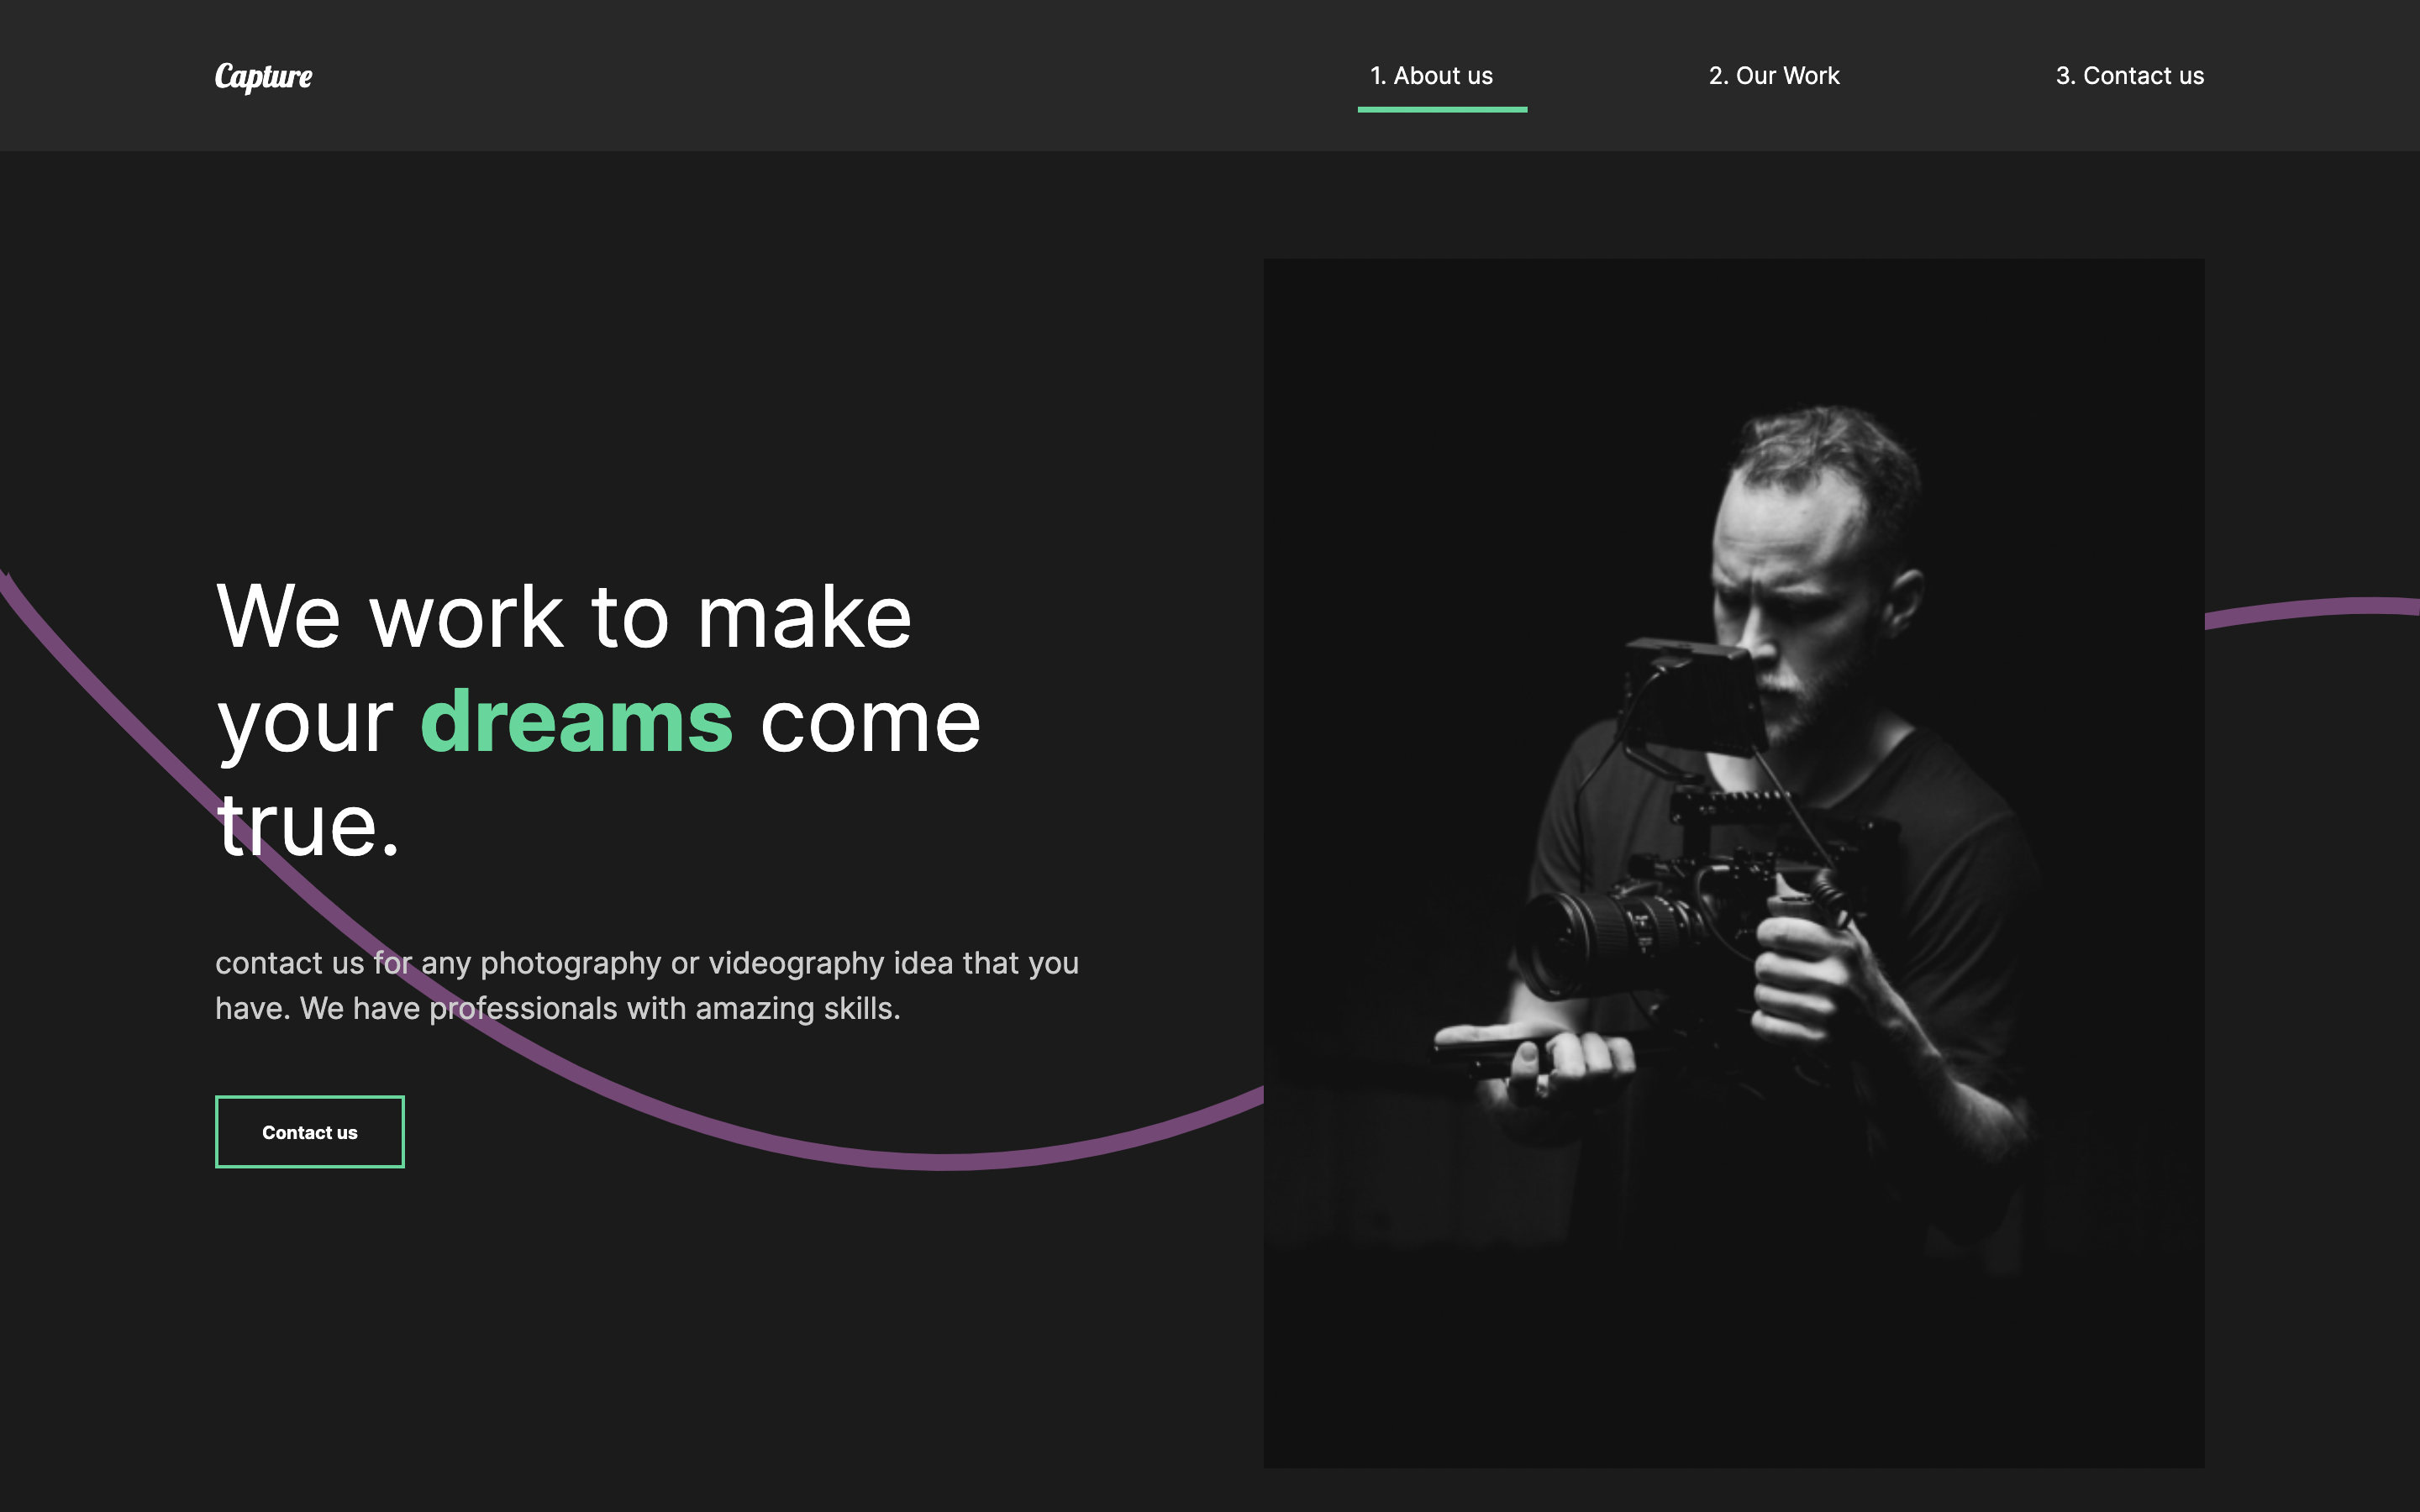 Capture
1. About us
2. Our Work
3. Contact us
We work to make
your dreams come
true.
contact us for any photography or videography idea that you
have. We have professionals with amazing skills.
Contact us